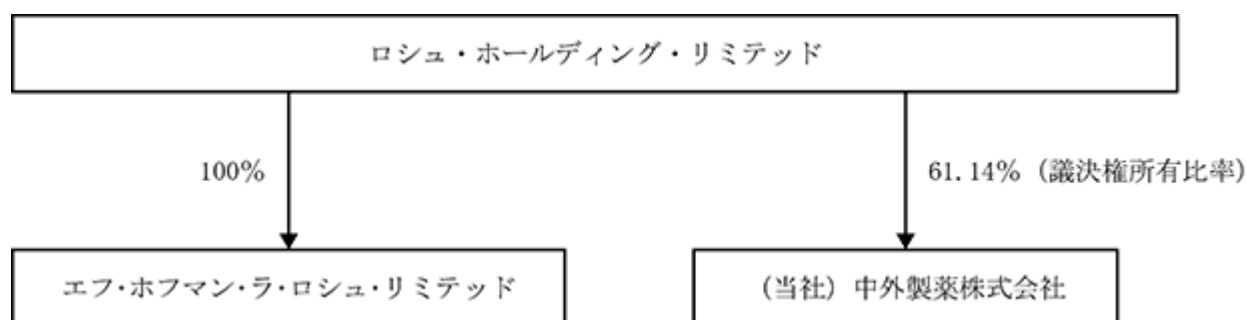 ロシュ・ホールディング・リミテッド
100%
61.14% (議決権所有比率)
エフ・ホフマン・ラ・ロシュ・リミテッド
(当社) 中外製薬株式会社